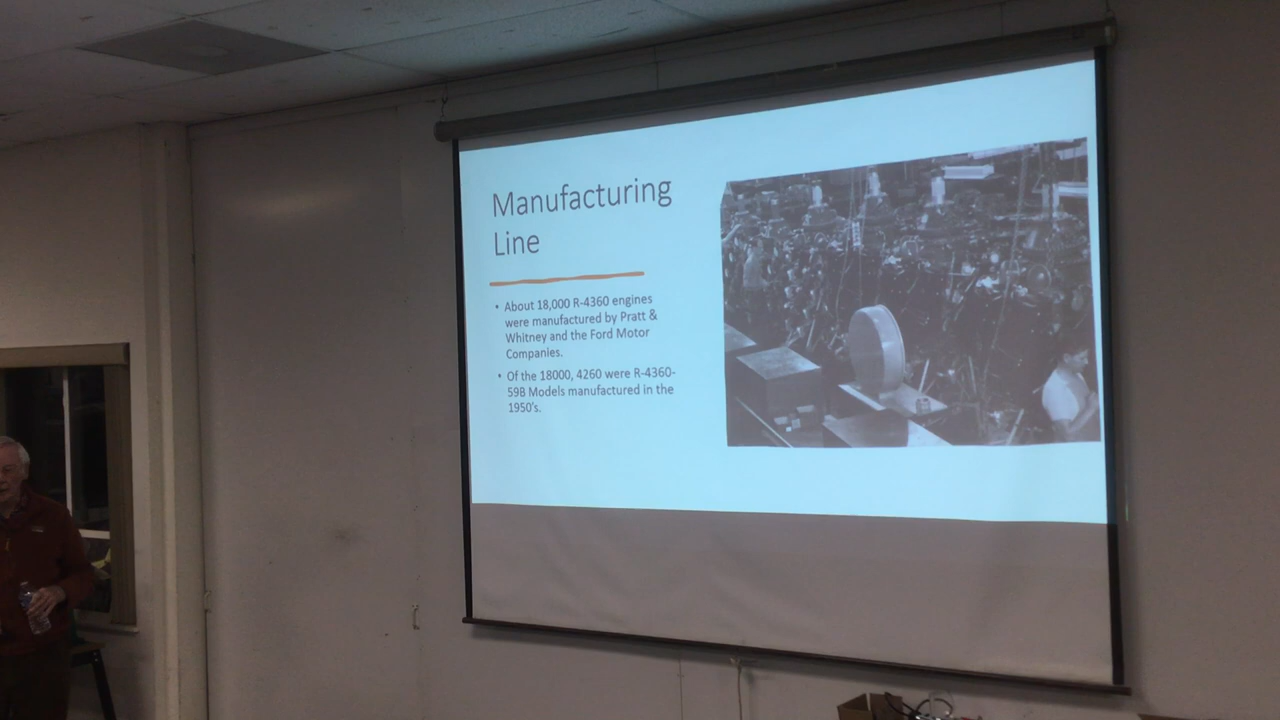 Manufacturing
Line
• About 18,000 R-4360 engines
were manufactured by Pratt &
Whitney and the Ford Motor
Companies.
• Of the 18000, 4260 were R-4360-
59B Models manufactured in the
1950's.